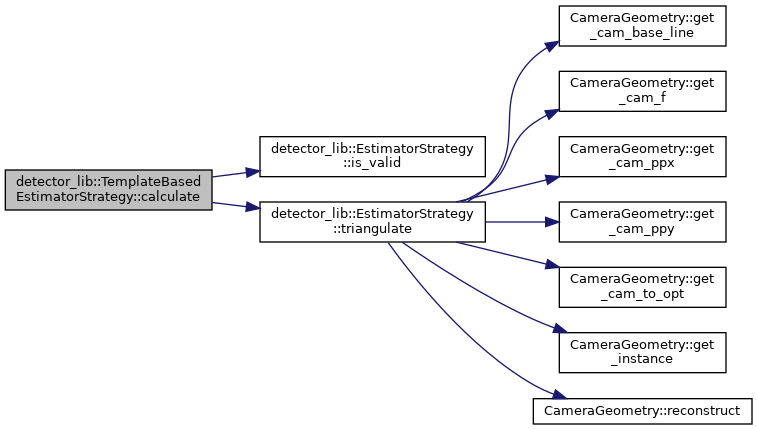 detector_lib::TemplateBased
EstimatorStrategy::calculate
detector_lib::EstimatorStrategy
::is_valid
detector_lib::EstimatorStrategy
::triangulate
CameraGeometry::get
_cam_base_line
CameraGeometry::get
_cam_f
CameraGeometry::get
_cam_ppx
CameraGeometry::get
_cam_ppy
CameraGeometry::get
_cam_to_opt
CameraGeometry::get
_instance
CameraGeometry::reconstruct